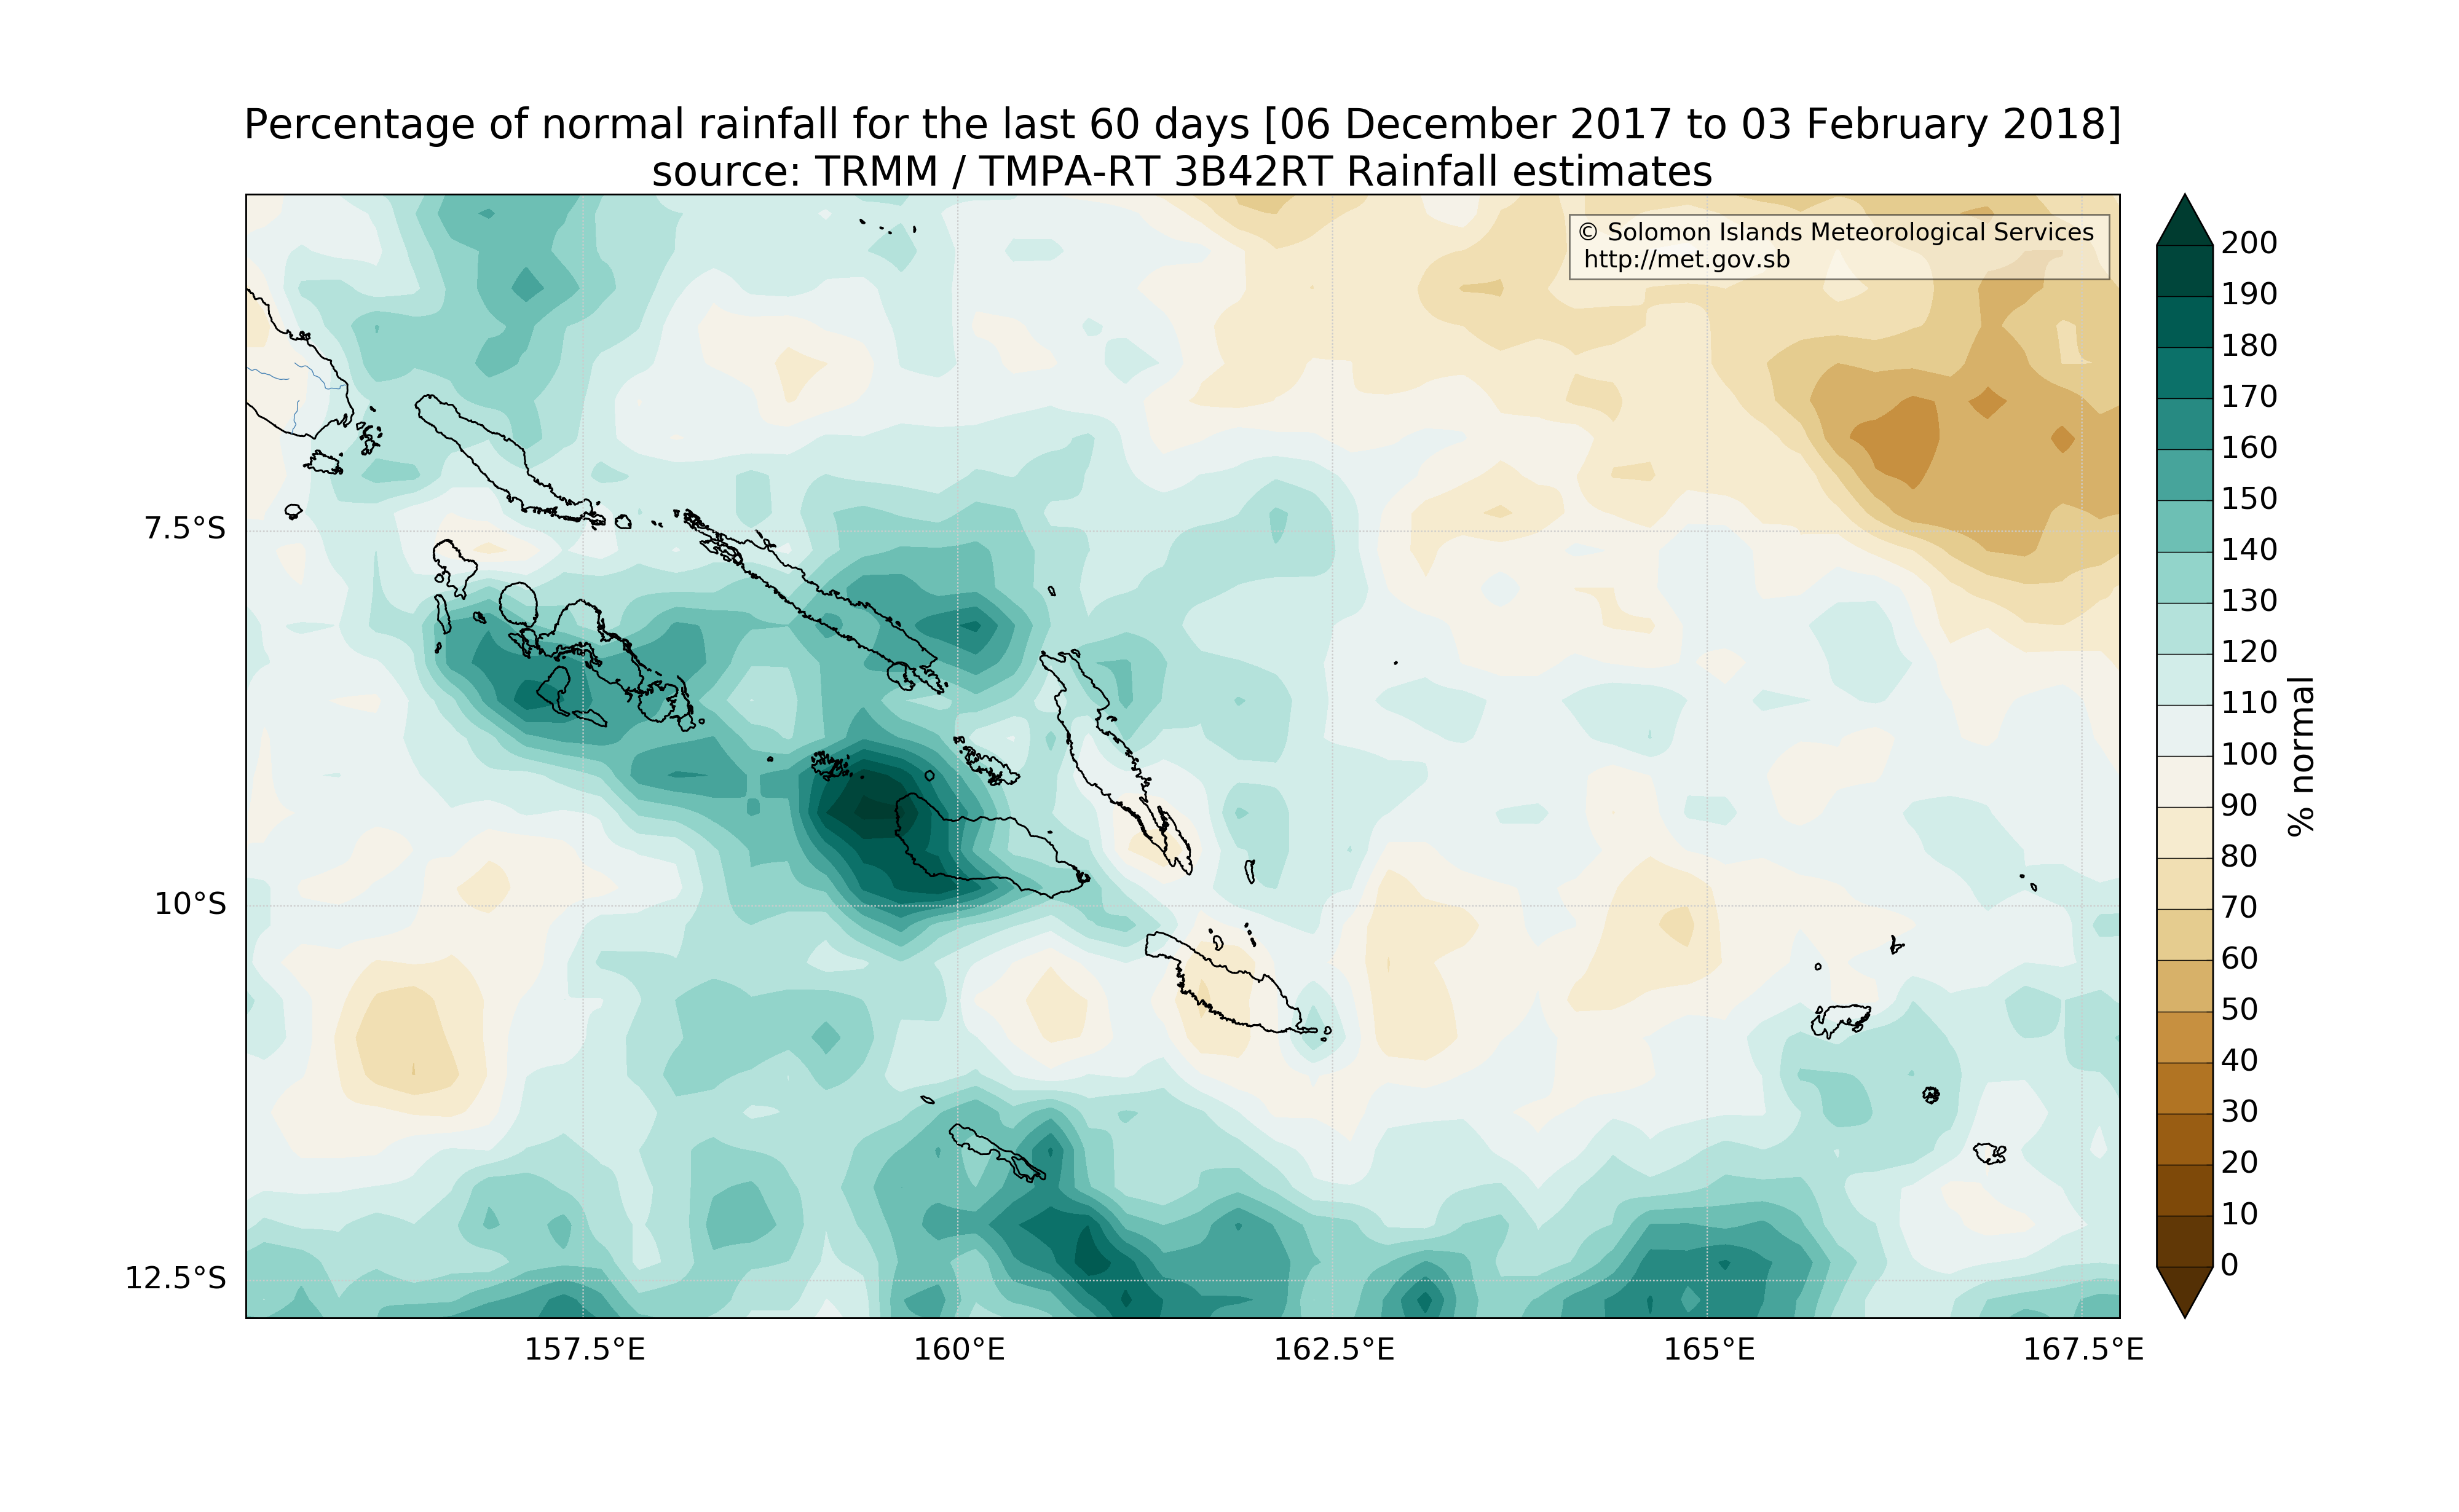 Percentage of normal rainfall for the last 60 days [06 December 2017 to 03 February 2018]
source: TRMM / TMPA-RT 3B42RT Rainfall estimates
© Solomon Islands Meteorological Services
http://met.gov.sb
7.5°S
10°S
12.5°S
157.5°E
160°E
162.5°E
165°E
167.5°E
200
190
180
170
160
150
140
130
120
110
100
90
80
70
60
50
40
30
20
10
0
% normal